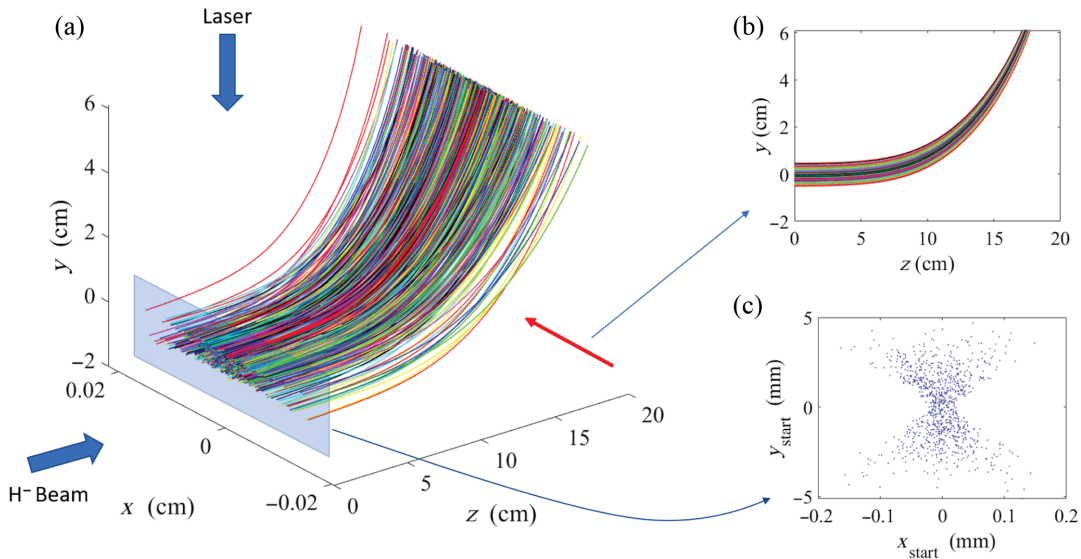 (a)
Laser
6
4
2
0
−2
y (cm)
0.02
0
−0.02
x (cm)
0
5
10
15
20
z (cm)
H⁻ Beam
(b)
6
4
2
0
−2
y (cm)
0
5
10
15
20
z (cm)
(c)
5
0
−5
y_start (mm)
−0.2
−0.1
0
0.1
0.2
x_start (mm)